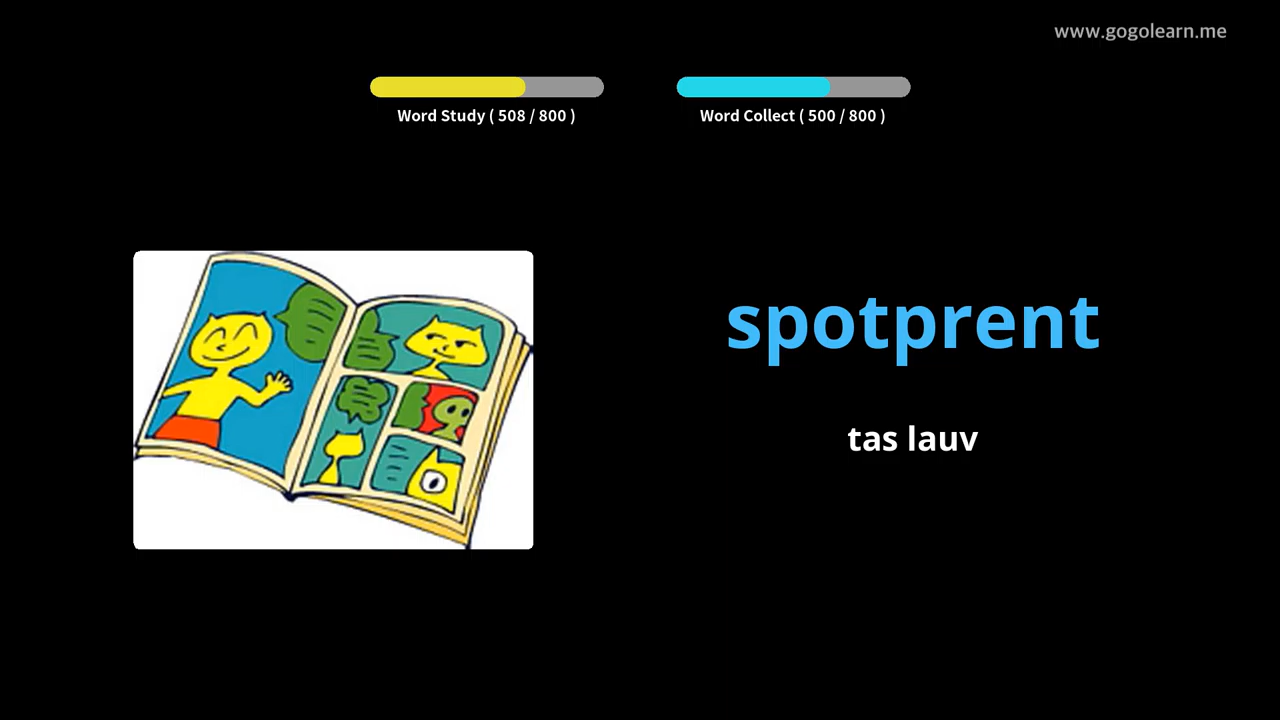 www.gogolearn.me
Word Study ( 508 / 800 )
Word Collect ( 500 / 800 )
spotprent
tas lauv